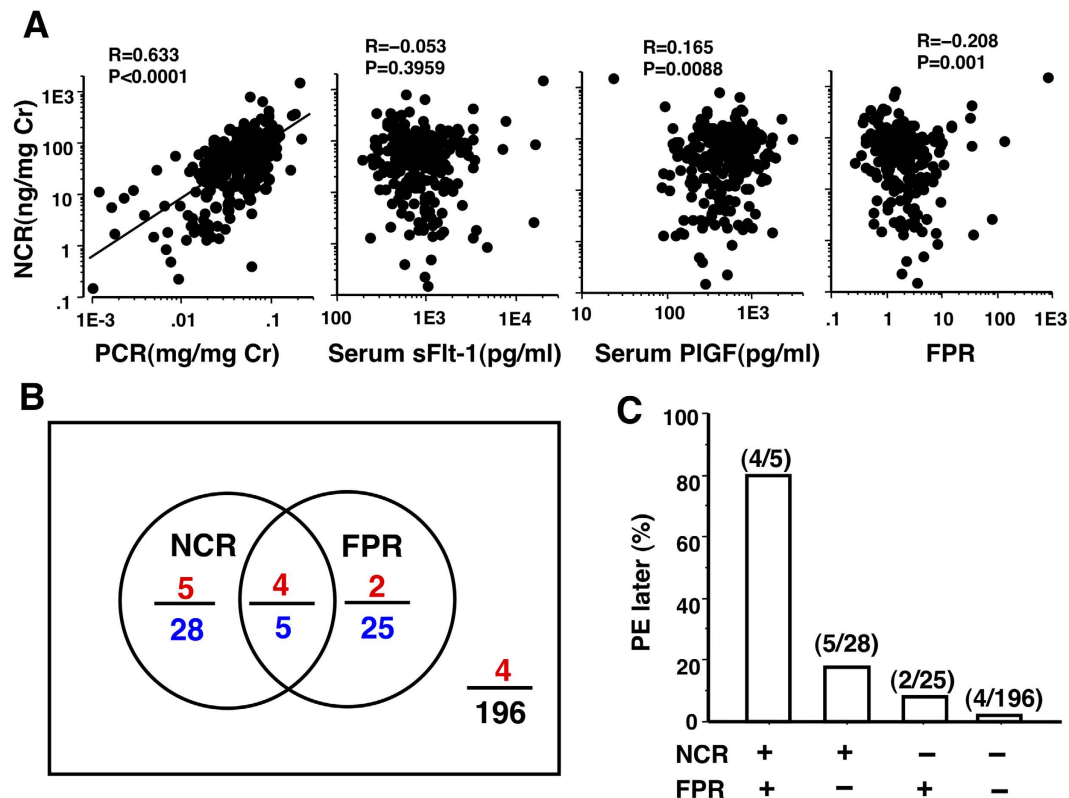 A
R=0.633
P<0.0001
R=−0.053
P=0.3959
R=0.165
P=0.0088
R=−0.208
P=0.001
NCR(ng/mg Cr)
1E3
100
10
1
.1
1E-3 .01 .1
100 1E3 1E4
10 100 1E3
.1 1 10 100 1E3
PCR(mg/mg Cr)
Serum sFlt-1(pg/ml)
Serum PlGF(pg/ml)
FPR
B
NCR FPR
5 4 2
28 5 25
4
196
C
PE later (%)
100
80
60
40
20
0
(4/5)
(5/28)
(2/25)
(4/196)
NCR + + − −
FPR + − + −